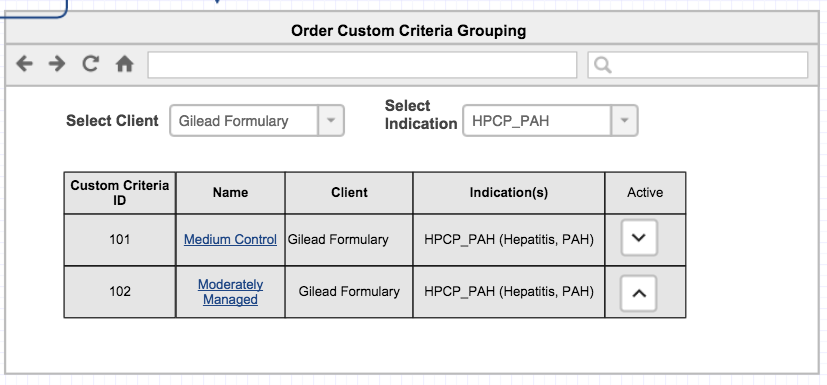 Order Custom Criteria Grouping
Select Client
Gilead Formulary
Select
Indication
HPCP_PAH
Custom Criteria
ID
Name
Client
Indication(s)
Active
101
Medium Control
Gilead Formulary
HPCP_PAH (Hepatitis, PAH)
102
Moderately
Managed
Gilead Formulary
HPCP_PAH (Hepatitis, PAH)